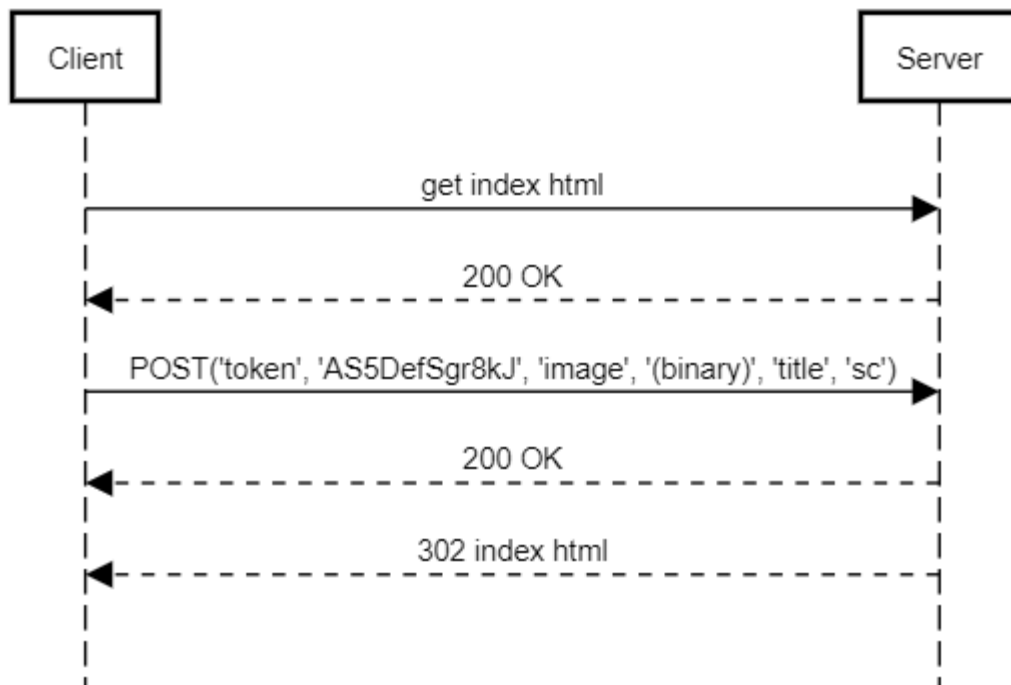 Client
Server
get index html
200 OK
POST('token', 'AS5DefSgr8kJ', 'image', '(binary)', 'title', 'sc')
200 OK
302 index html